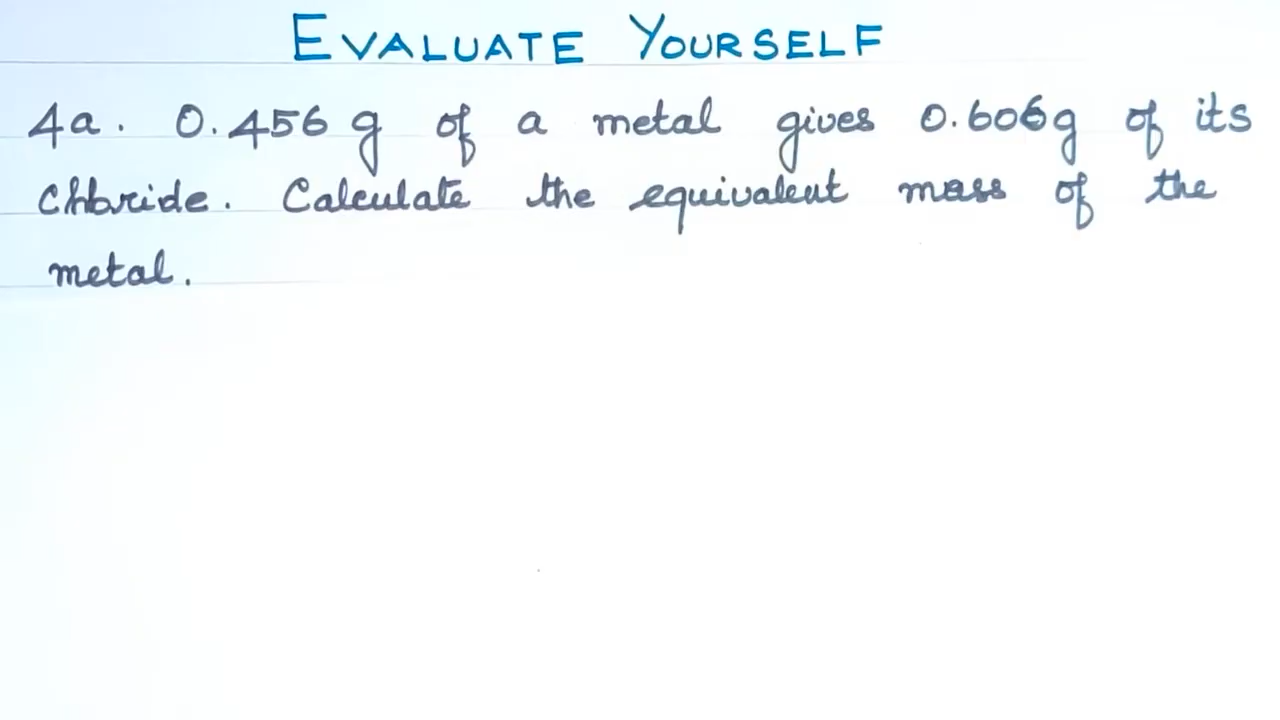 EVALUATE YOURSELF
4a. 0.456 g of a metal gives 0.606g of its
chloride. Calculate the equivalent mass of the
metal.